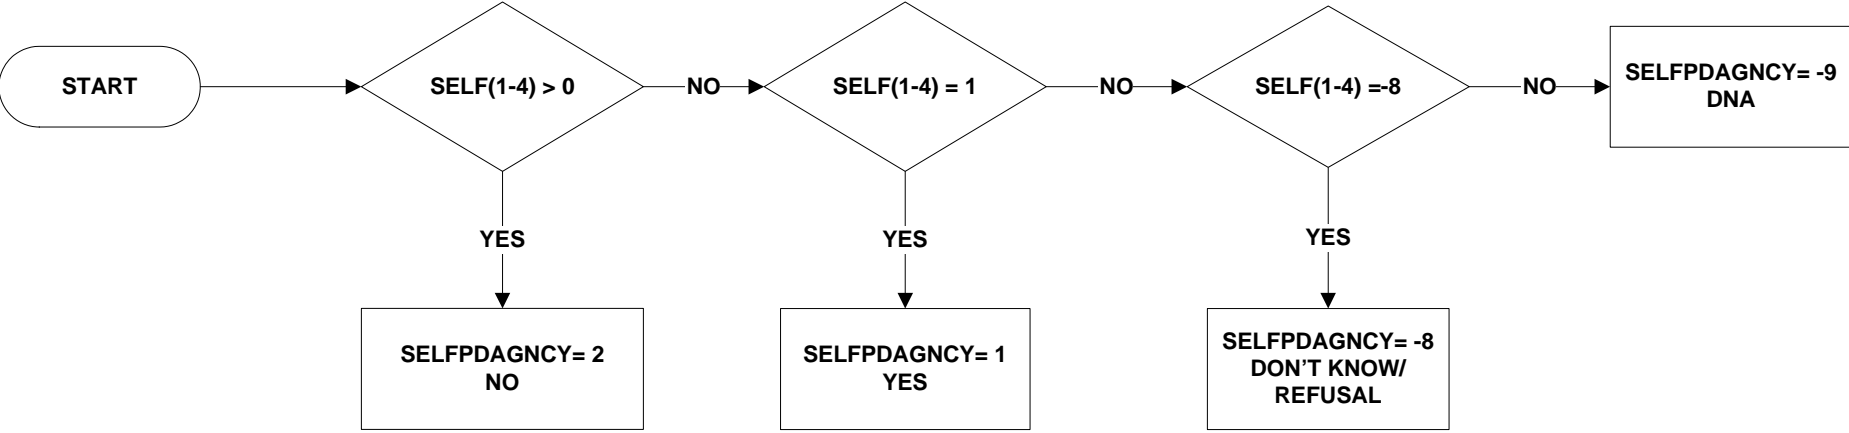 START
SELF(1-4) > 0
NO
SELF(1-4) = 1
NO
SELF(1-4) =-8
NO
SELFPDAGNCY= -9
DNA
YES
YES
YES
SELFPDAGNCY= 2
NO
SELFPDAGNCY= 1
YES
SELFPDAGNCY= -8
DON'T KNOW/
REFUSAL